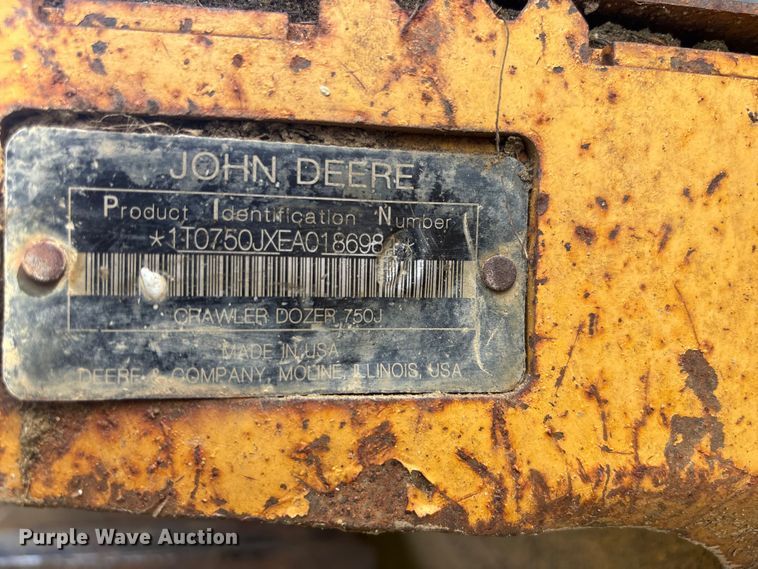 JOHN DEERE
Product Identification Number
*1T0750JXEA018698 *
CRAWLER DOZER 750J
MADE IN USA
DEERE & COMPANY, MOLINE, ILLINOIS, USA
Purple Wave Auction